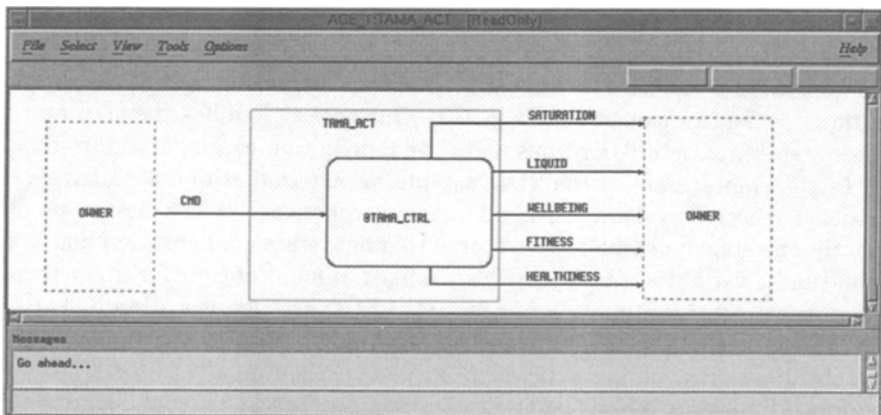 AGE_I:TAMA_ACT [ReadOnly]
File Select View Tools Options Help
TAMA_ACT
SATURATION
LIQUID
OWNER
CMD
@TAMA_CTRL
WELLBEING
OWNER
FITNESS
HEALTHINESS
Messages
Go ahead...